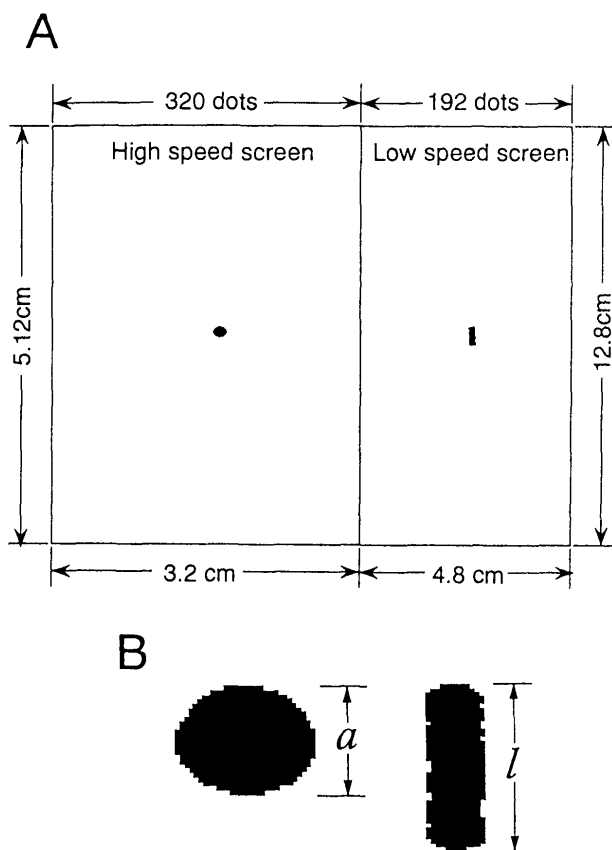 A
320 dots
192 dots
High speed screen
Low speed screen
5.12cm
12.8cm
3.2 cm
4.8 cm
B
a
l